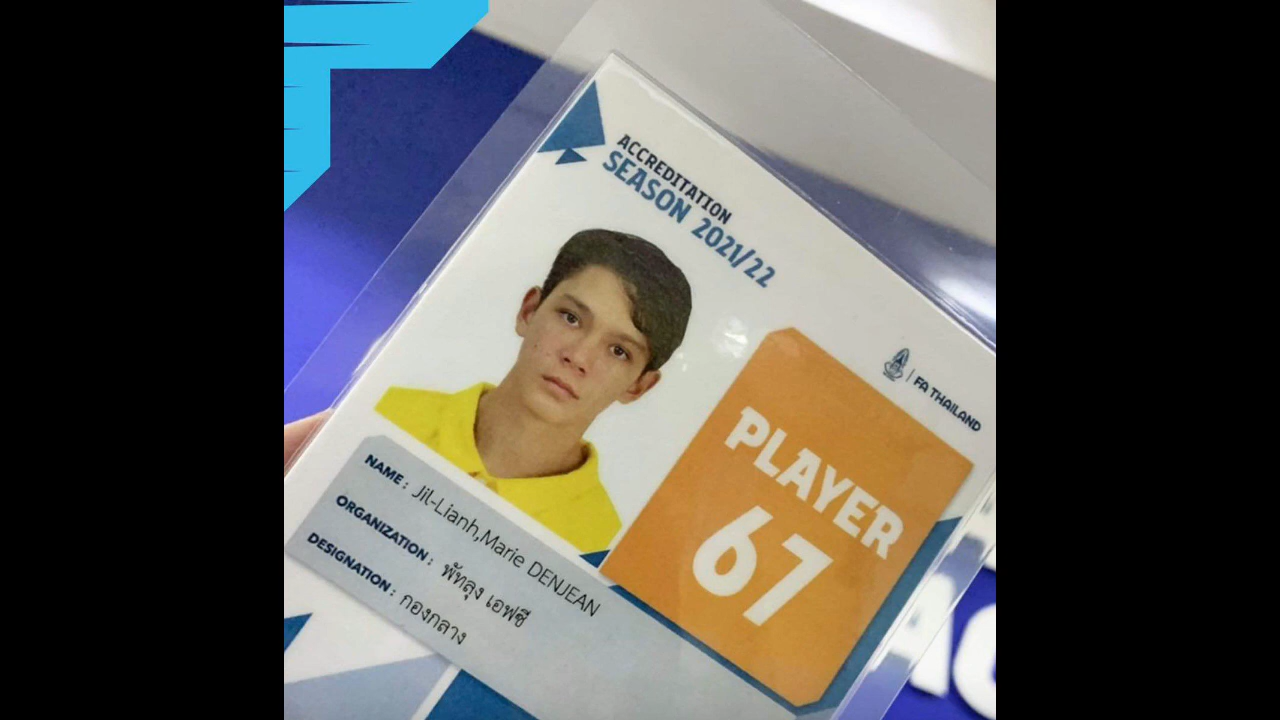 ACCREDITATION
SEASON 2021/22
FA THAILAND
PLAYER
67
NAME : Jil-Lianh,Marie DENJEAN
ORGANIZATION : พัทลุง เอฟซี
DESIGNATION : กองกลาง